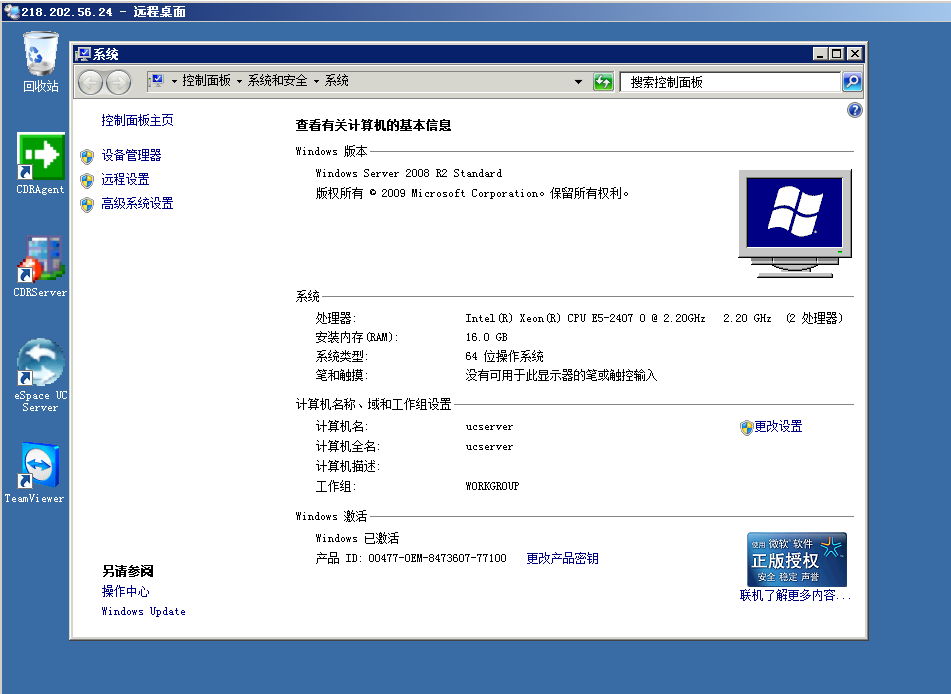 218.202.56.24 - 远程桌面
回收站
CDRAgent
CDRServer
eSpace UC
Server
TeamViewer
系统
控制面板 系统和安全 系统
搜索控制面板
控制面板主页
设备管理器
远程设置
高级系统设置
查看有关计算机的基本信息
Windows 版本
Windows Server 2008 R2 Standard
版权所有 © 2009 Microsoft Corporation。保留所有权利。
系统
处理器: Intel(R) Xeon(R) CPU E5-2407 0 @ 2.20GHz 2.20 GHz (2 处理器)
安装内存(RAM): 16.0 GB
系统类型: 64 位操作系统
笔和触摸: 没有可用于此显示器的笔或触控输入
计算机名称、域和工作组设置
计算机名: ucserver 更改设置
计算机全名: ucserver
计算机描述:
工作组: WORKGROUP
Windows 激活
Windows 已激活
产品 ID: 00477-OEM-8473607-77100 更改产品密钥
使用 微软 软件
正版授权
安全 稳定 声誉
联机了解更多内容...
另请参阅
操作中心
Windows Update